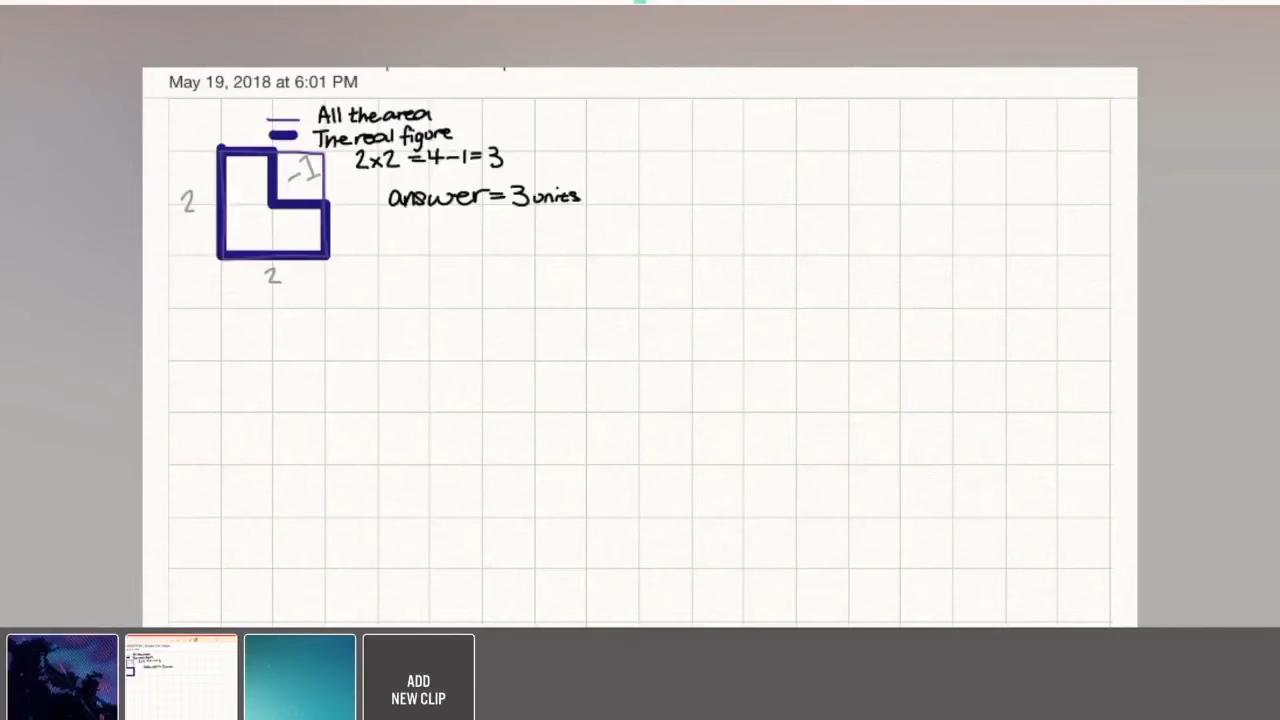 May 19, 2018 at 6:01 PM
All the area
The real figure
2x2 =4-1=3
-1
2
answer= 3 unies
2
ADD
NEW CLIP